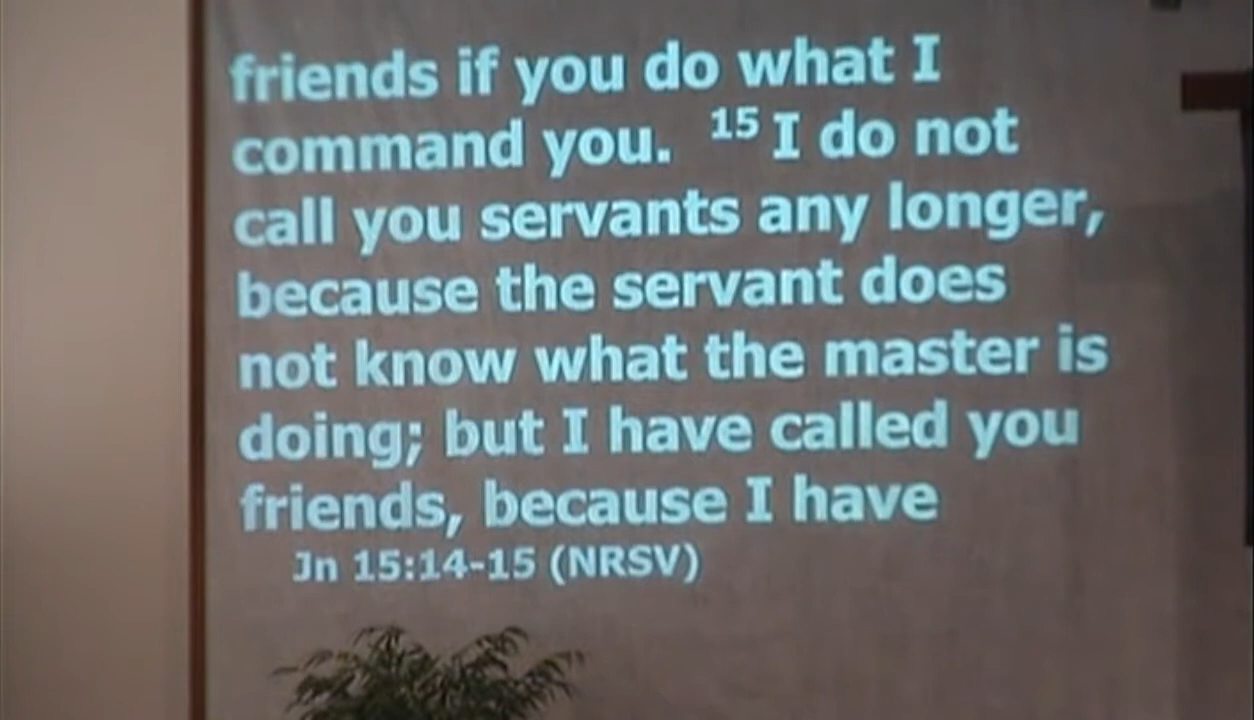 friends if you do what I
command you. 15 I do not
call you servants any longer,
because the servant does
not know what the master is
doing; but I have called you
friends, because I have
Jn 15:14-15 (NRSV)